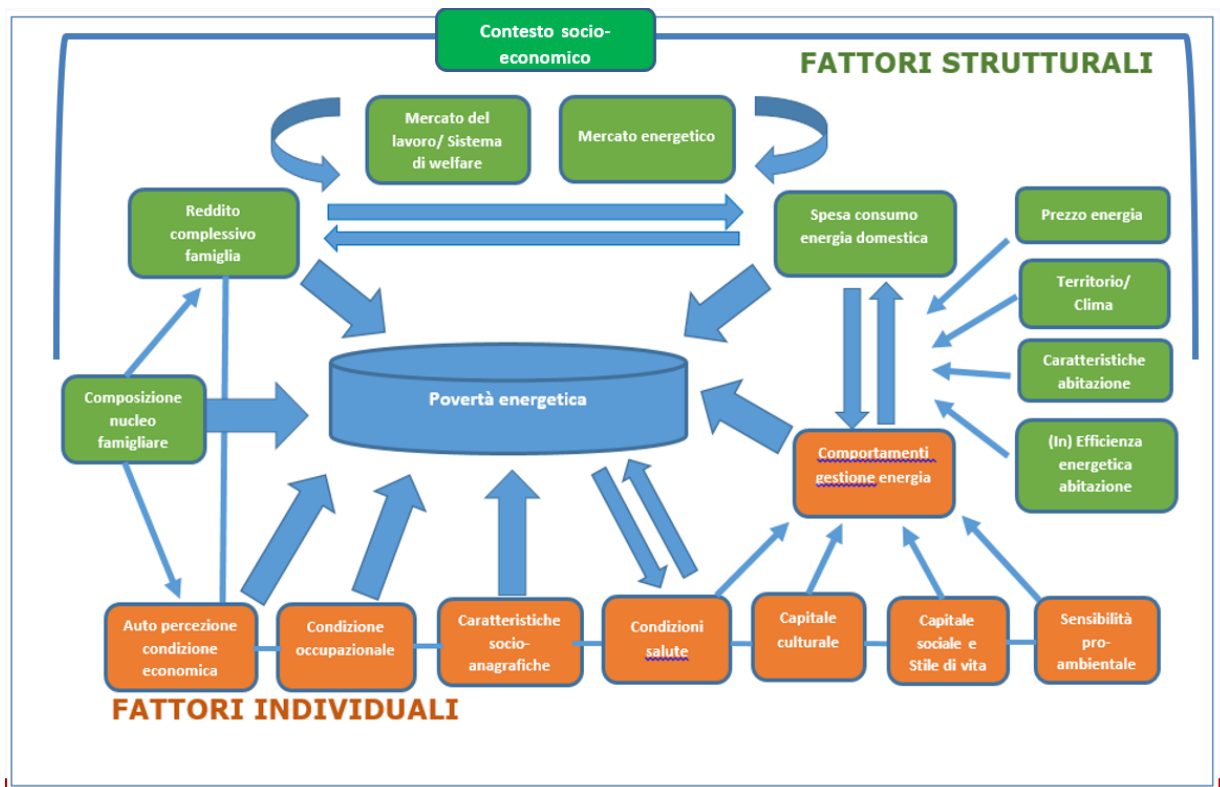 Contesto socio-
economico
FATTORI STRUTTURALI
Mercato del
lavoro/ Sistema
di welfare
Mercato energetico
Reddito
complessivo
famiglia
Spesa consumo
energia domestica
Prezzo energia
Territorio/
Clima
Caratteristiche
abitazione
(In) Efficienza
energetica
abitazione
Composizione
nucleo
famigliare
Povertà energetica
Comportamenti
gestione energia
Auto percezione
condizione
economica
Condizione
occupazionale
Caratteristiche
socio-
anagrafiche
Condizioni
salute
Capitale
culturale
Capitale
sociale e
Stile di vita
Sensibilità
pro-
ambientale
FATTORI INDIVIDUALI